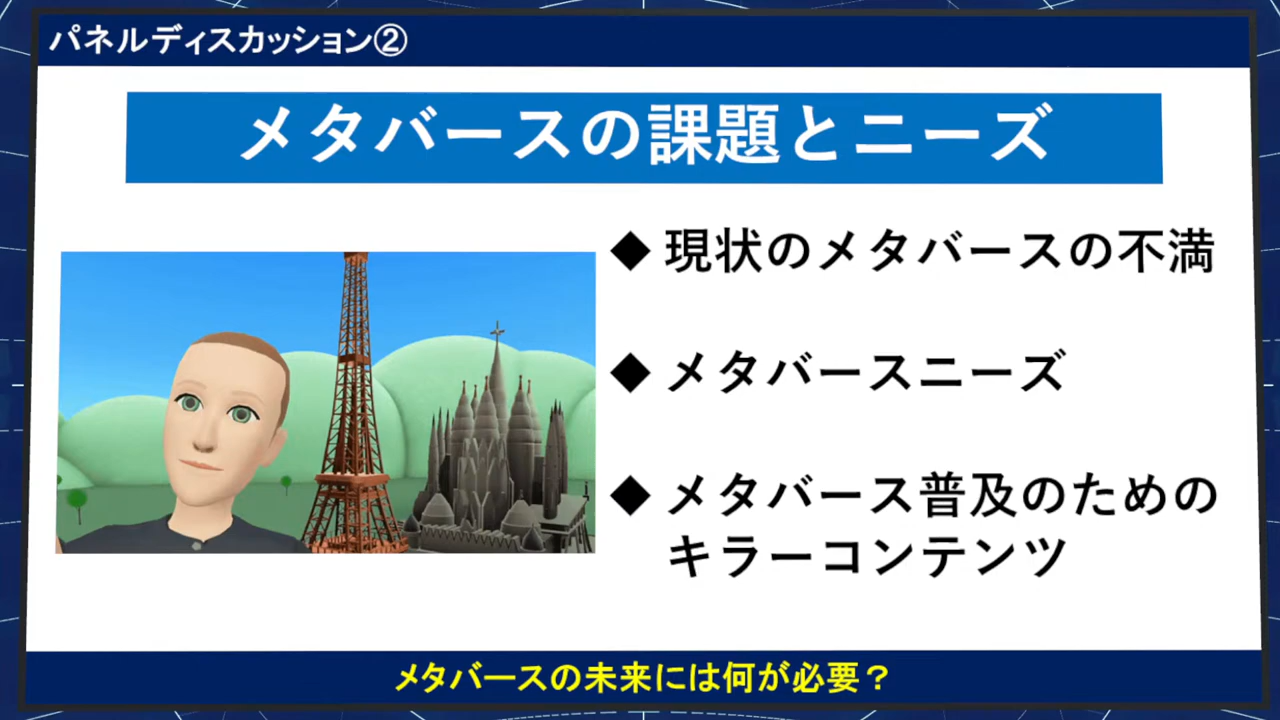 パネルディスカッション②
メタバースの課題とニーズ
◆ 現状のメタバースの不満
◆ メタバースニーズ
◆ メタバース普及のための
キラーコンテンツ
メタバースの未来には何が必要？